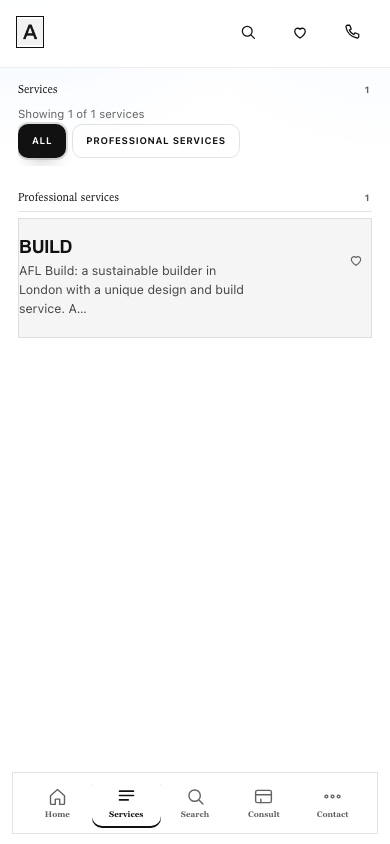 A
Services
1
Showing 1 of 1 services
ALL
PROFESSIONAL SERVICES
Professional services
1
BUILD
AFL Build: a sustainable builder in
London with a unique design and build
service. A...
Home
Services
Search
Consult
Contact